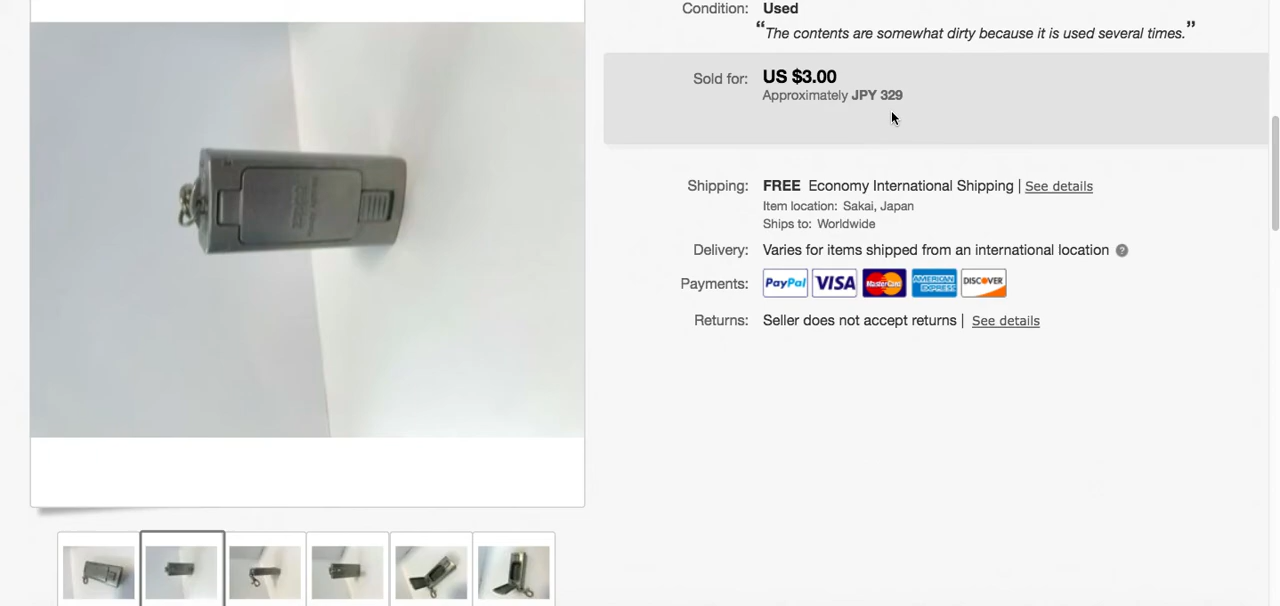 Condition: Used
“The contents are somewhat dirty because it is used several times.”
Sold for: US $3.00
Approximately JPY 329
Shipping: FREE Economy International Shipping | See details
Item location: Sakai, Japan
Ships to: Worldwide
Delivery: Varies for items shipped from an international location ?
Payments: PayPal VISA MasterCard AMERICAN EXPRESS DISCOVER
Returns: Seller does not accept returns | See details